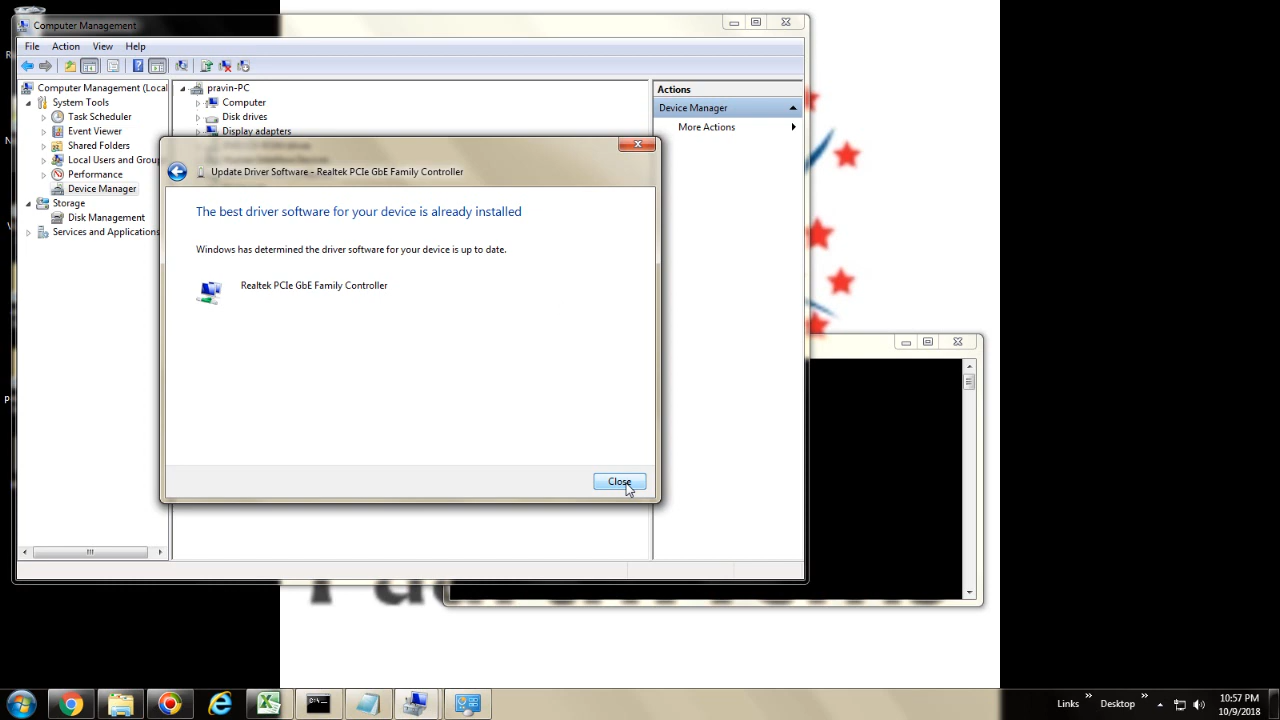 Computer Management
File Action View Help
Computer Management (Local
System Tools
Task Scheduler
Event Viewer
Shared Folders
Local Users and Group
Performance
Device Manager
Storage
Disk Management
Services and Applications
pravin-PC
Computer
Disk drives
Display adapters
Actions
Device Manager
More Actions
Update Driver Software - Realtek PCIe GbE Family Controller
The best driver software for your device is already installed
Windows has determined the driver software for your device is up to date.
Realtek PCIe GbE Family Controller
Close
Links
Desktop
10:57 PM
10/9/2018